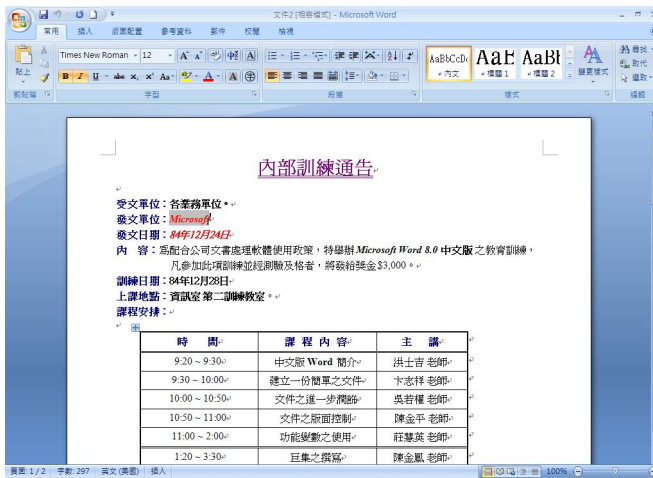 文件2 [相容模式] - Microsoft Word
常用 插入 版面配置 參考資料 郵件 校閱 檢視
Times New Roman 12
貼上
AaBbCcDc AaBb AaBl
內文 標題 1 標題 2
變更樣式
尋找
取代
選取
剪貼簿 字型 段落 樣式 編輯
內部訓練通告
受文單位：各業務單位。
發文單位：Microsoft
發文日期：84年12月24日
內 容：為配合公司文書處理軟體使用政策，特舉辦 Microsoft Word 8.0 中文版之教育訓練，
凡參加此項訓練並經測驗及格者，將發給獎金$3,000。
訓練日期：84年12月28日
上課地點：資訊室 第二訓練教室。
課程安排：
時 間 課 程 內 容 主 講
9:20 ~ 9:30 中文版 Word 簡介 洪士吉 老師
9:30 ~ 10:00 建立一份簡單之文件 卞志祥 老師
10:00 ~ 10:50 文件之進一步潤飾 吳若權 老師
10:50 ~ 11:00 文件之版面控制 陳金平 老師
11:00 ~ 2:00 功能變數之使用 莊慧英 老師
1:20 ~ 3:30 巨集之撰寫 陳金鳳 老師
頁面: 1 / 2 字數: 297 英文 (美國) 插入 100%